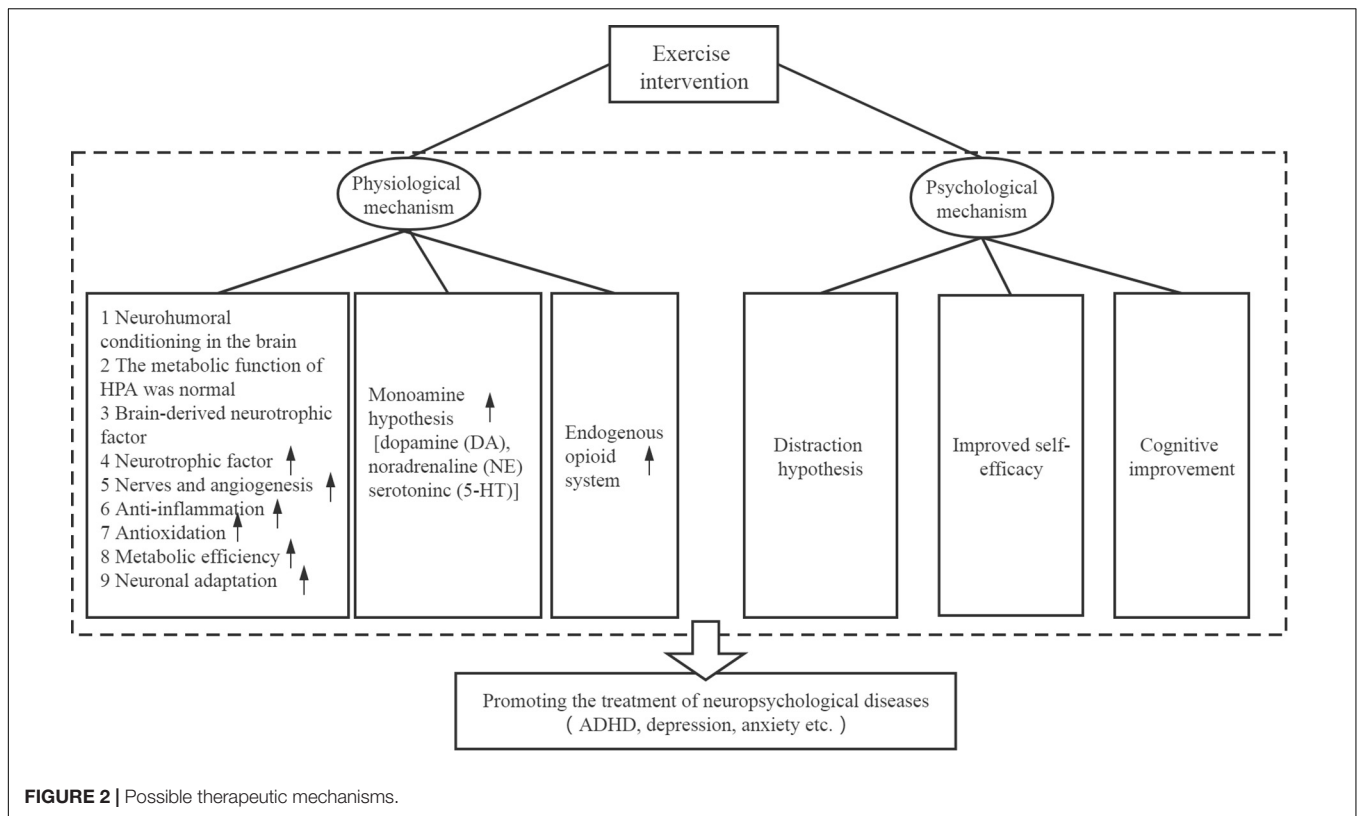 Exercise
intervention
Physiological
mechanism
Psychological
mechanism
1 Neurohumoral
conditioning in the brain
2 The metabolic function of
HPA was normal
3 Brain-derived neurotrophic
factor
4 Neurotrophic factor ↑
5 Nerves and angiogenesis ↑
6 Anti-inflammation ↑
7 Antioxidation ↑
8 Metabolic efficiency ↑
9 Neuronal adaptation ↑
Monoamine ↑
hypothesis
[dopamine (DA),
noradrenaline (NE)
serotoninc (5-HT)]
Endogenous
opioid ↑
system
Distraction
hypothesis
Improved self-
efficacy
Cognitive
improvement
Promoting the treatment of neuropsychological diseases
( ADHD, depression, anxiety etc. )
FIGURE 2 | Possible therapeutic mechanisms.